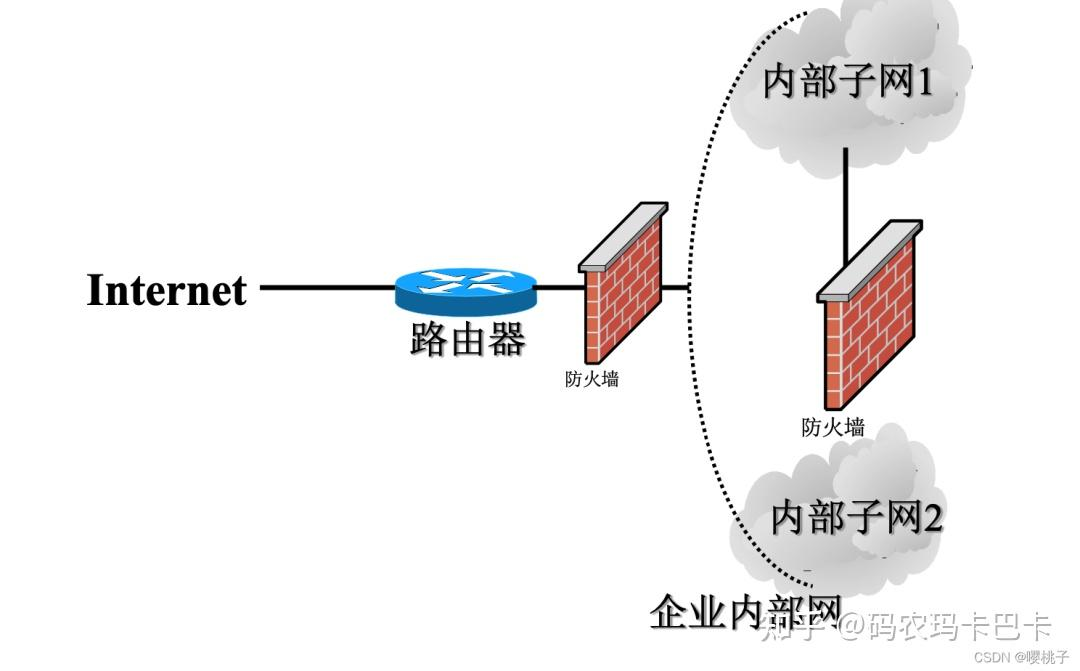 内部子网1
Internet
路由器
防火墙
防火墙
内部子网2
企业内部网
知乎 @码农玛卡巴卡
CSDN @嘤桃子